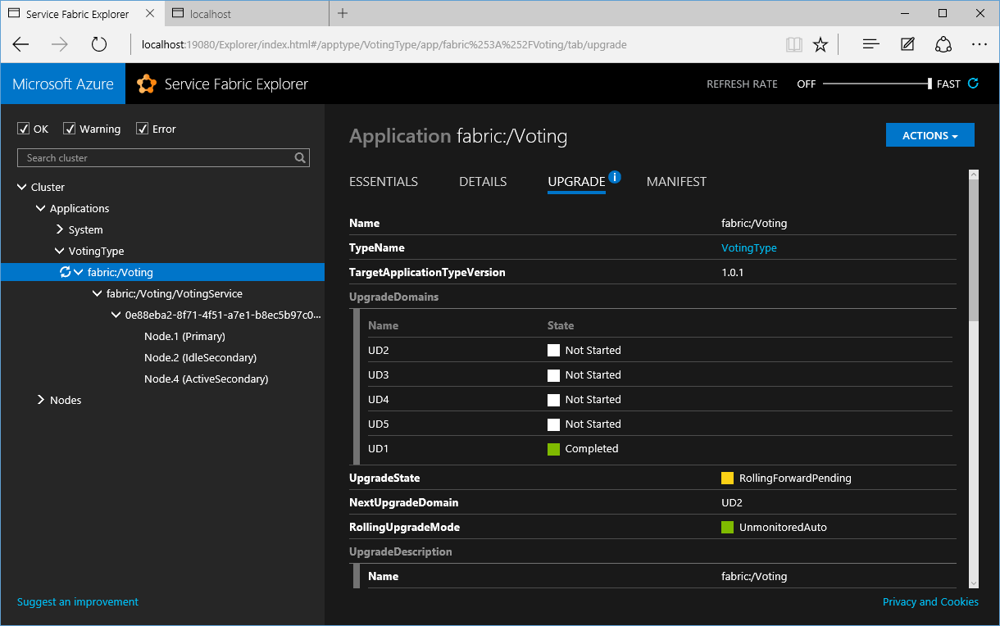 Service Fabric Explorer
localhost
localhost:19080/Explorer/index.html#/apptype/VotingType/app/fabric%253A%252FVoting/tab/upgrade
Microsoft Azure
Service Fabric Explorer
REFRESH RATE OFF FAST
OK Warning Error
Search cluster
Cluster
Applications
System
VotingType
fabric:/Voting
fabric:/Voting/VotingService
0e88eba2-8f71-4f51-a7e1-b8ec5b97c0...
Node.1 (Primary)
Node.2 (IdleSecondary)
Node.4 (ActiveSecondary)
Nodes
Suggest an improvement
Application fabric:/Voting
ACTIONS
ESSENTIALS DETAILS UPGRADE i MANIFEST
Name fabric:/Voting
TypeName VotingType
TargetApplicationTypeVersion 1.0.1
UpgradeDomains
Name State
UD2 Not Started
UD3 Not Started
UD4 Not Started
UD5 Not Started
UD1 Completed
UpgradeState RollingForwardPending
NextUpgradeDomain UD2
RollingUpgradeMode UnmonitoredAuto
UpgradeDescription
Name fabric:/Voting
Privacy and Cookies